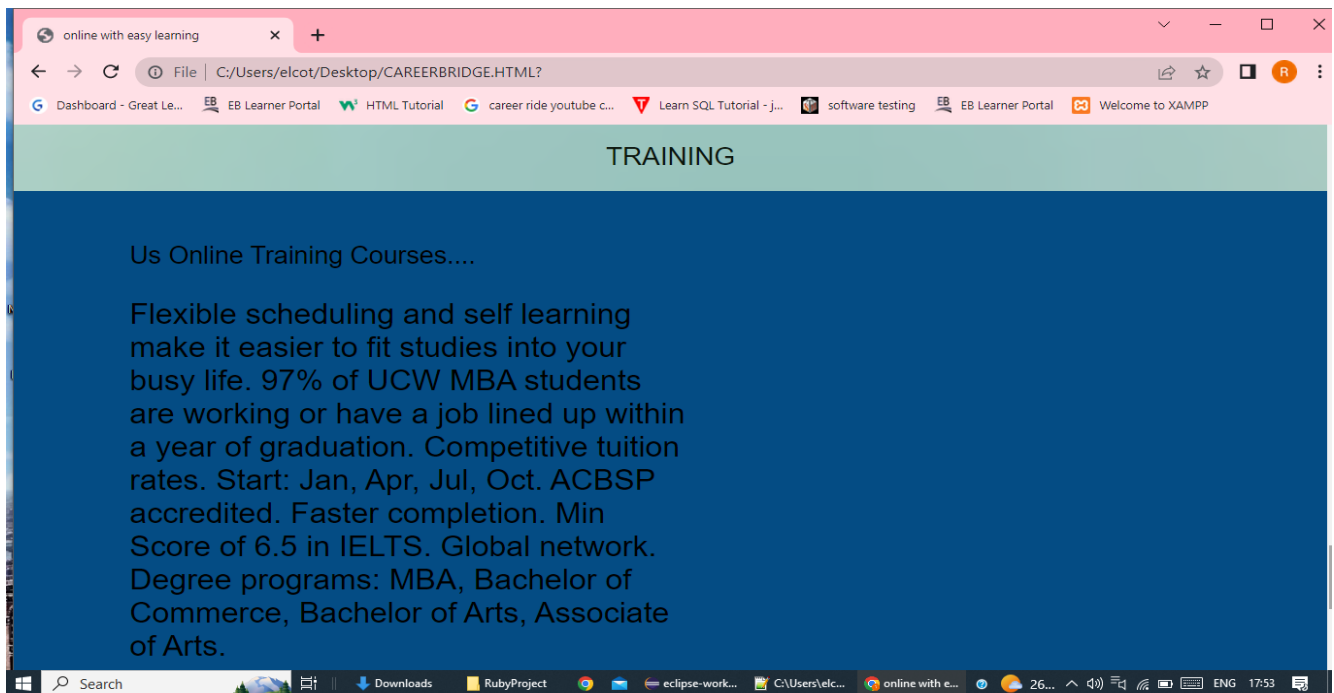 online with easy learning
File C:/Users/elcot/Desktop/CAREERBRIDGE.HTML?
R
G Dashboard - Great Le... EB EB Learner Portal HTML Tutorial G career ride youtube c... Learn SQL Tutorial - j... software testing EB EB Learner Portal Welcome to XAMPP
TRAINING
Us Online Training Courses....
Flexible scheduling and self learning
make it easier to fit studies into your
busy life. 97% of UCW MBA students
are working or have a job lined up within
a year of graduation. Competitive tuition
rates. Start: Jan, Apr, Jul, Oct. ACBSP
accredited. Faster completion. Min
Score of 6.5 in IELTS. Global network.
Degree programs: MBA, Bachelor of
Commerce, Bachelor of Arts, Associate
of Arts.
Search Downloads RubyProject eclipse-work... C:\Users\elc... online with e... 26... ENG 17:53